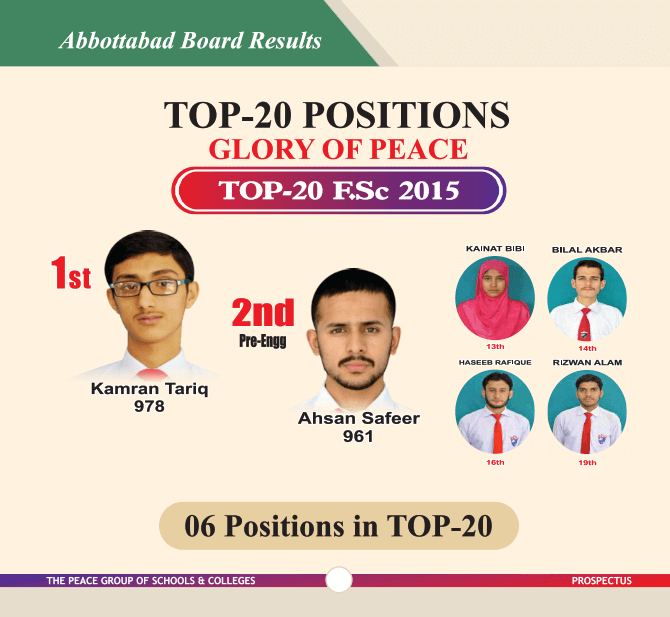 Abbottabad Board Results
TOP-20 POSITIONS
GLORY OF PEACE
TOP-20 F.Sc 2015
1st
Kamran Tariq
978
2nd
Pre-Engg
Ahsan Safeer
961
KAINAT BIBI
13th
BILAL AKBAR
14th
HASEEB RAFIQUE
16th
RIZWAN ALAM
19th
06 Positions in TOP-20
THE PEACE GROUP OF SCHOOLS & COLLEGES
PROSPECTUS